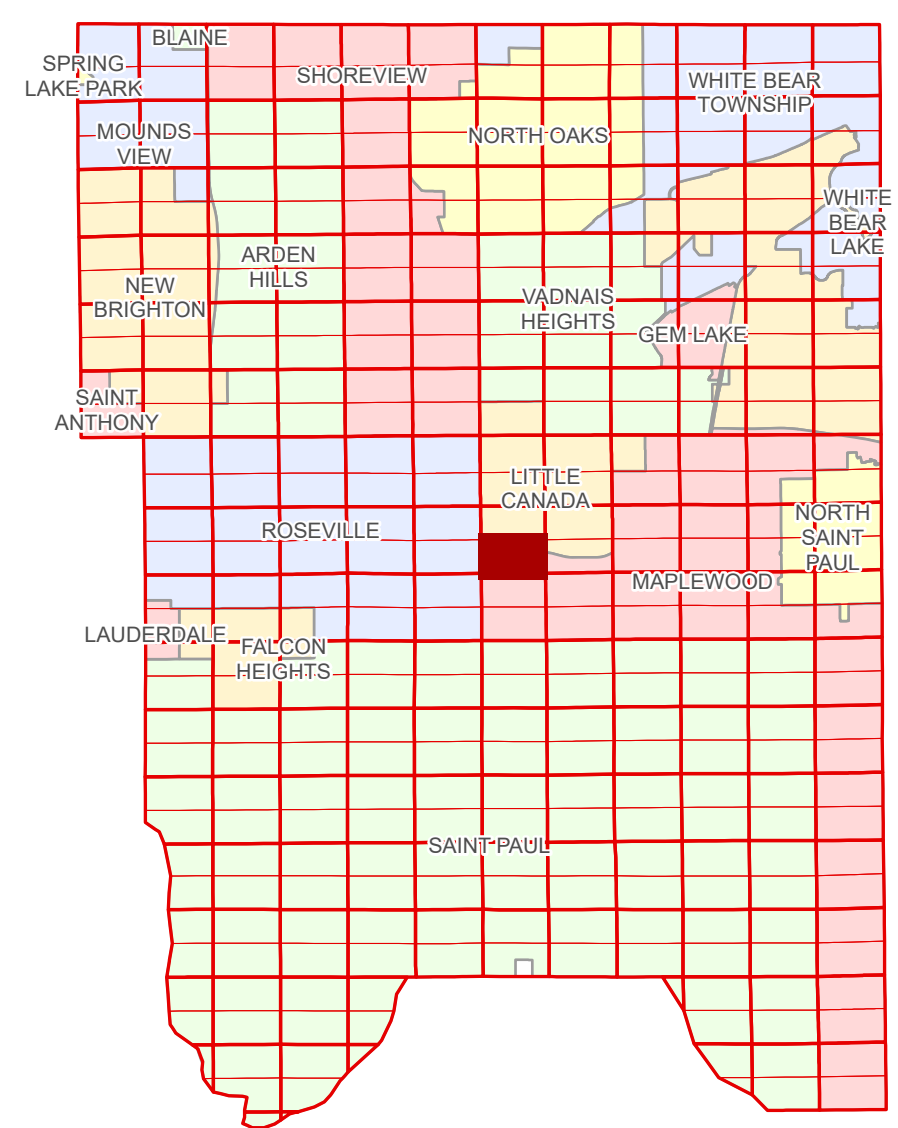 BLAINE
SPRING
LAKE PARK
SHOREVIEW
WHITE BEAR
TOWNSHIP
MOUNDS
VIEW
NORTH OAKS
WHITE
BEAR
LAKE
ARDEN
HILLS
NEW
BRIGHTON
VADNAIS
HEIGHTS
GEM LAKE
SAINT
ANTHONY
LITTLE
CANADA
ROSEVILLE
NORTH
SAINT
PAUL
MAPLEWOOD
LAUDERDALE
FALCON
HEIGHTS
SAINT PAUL